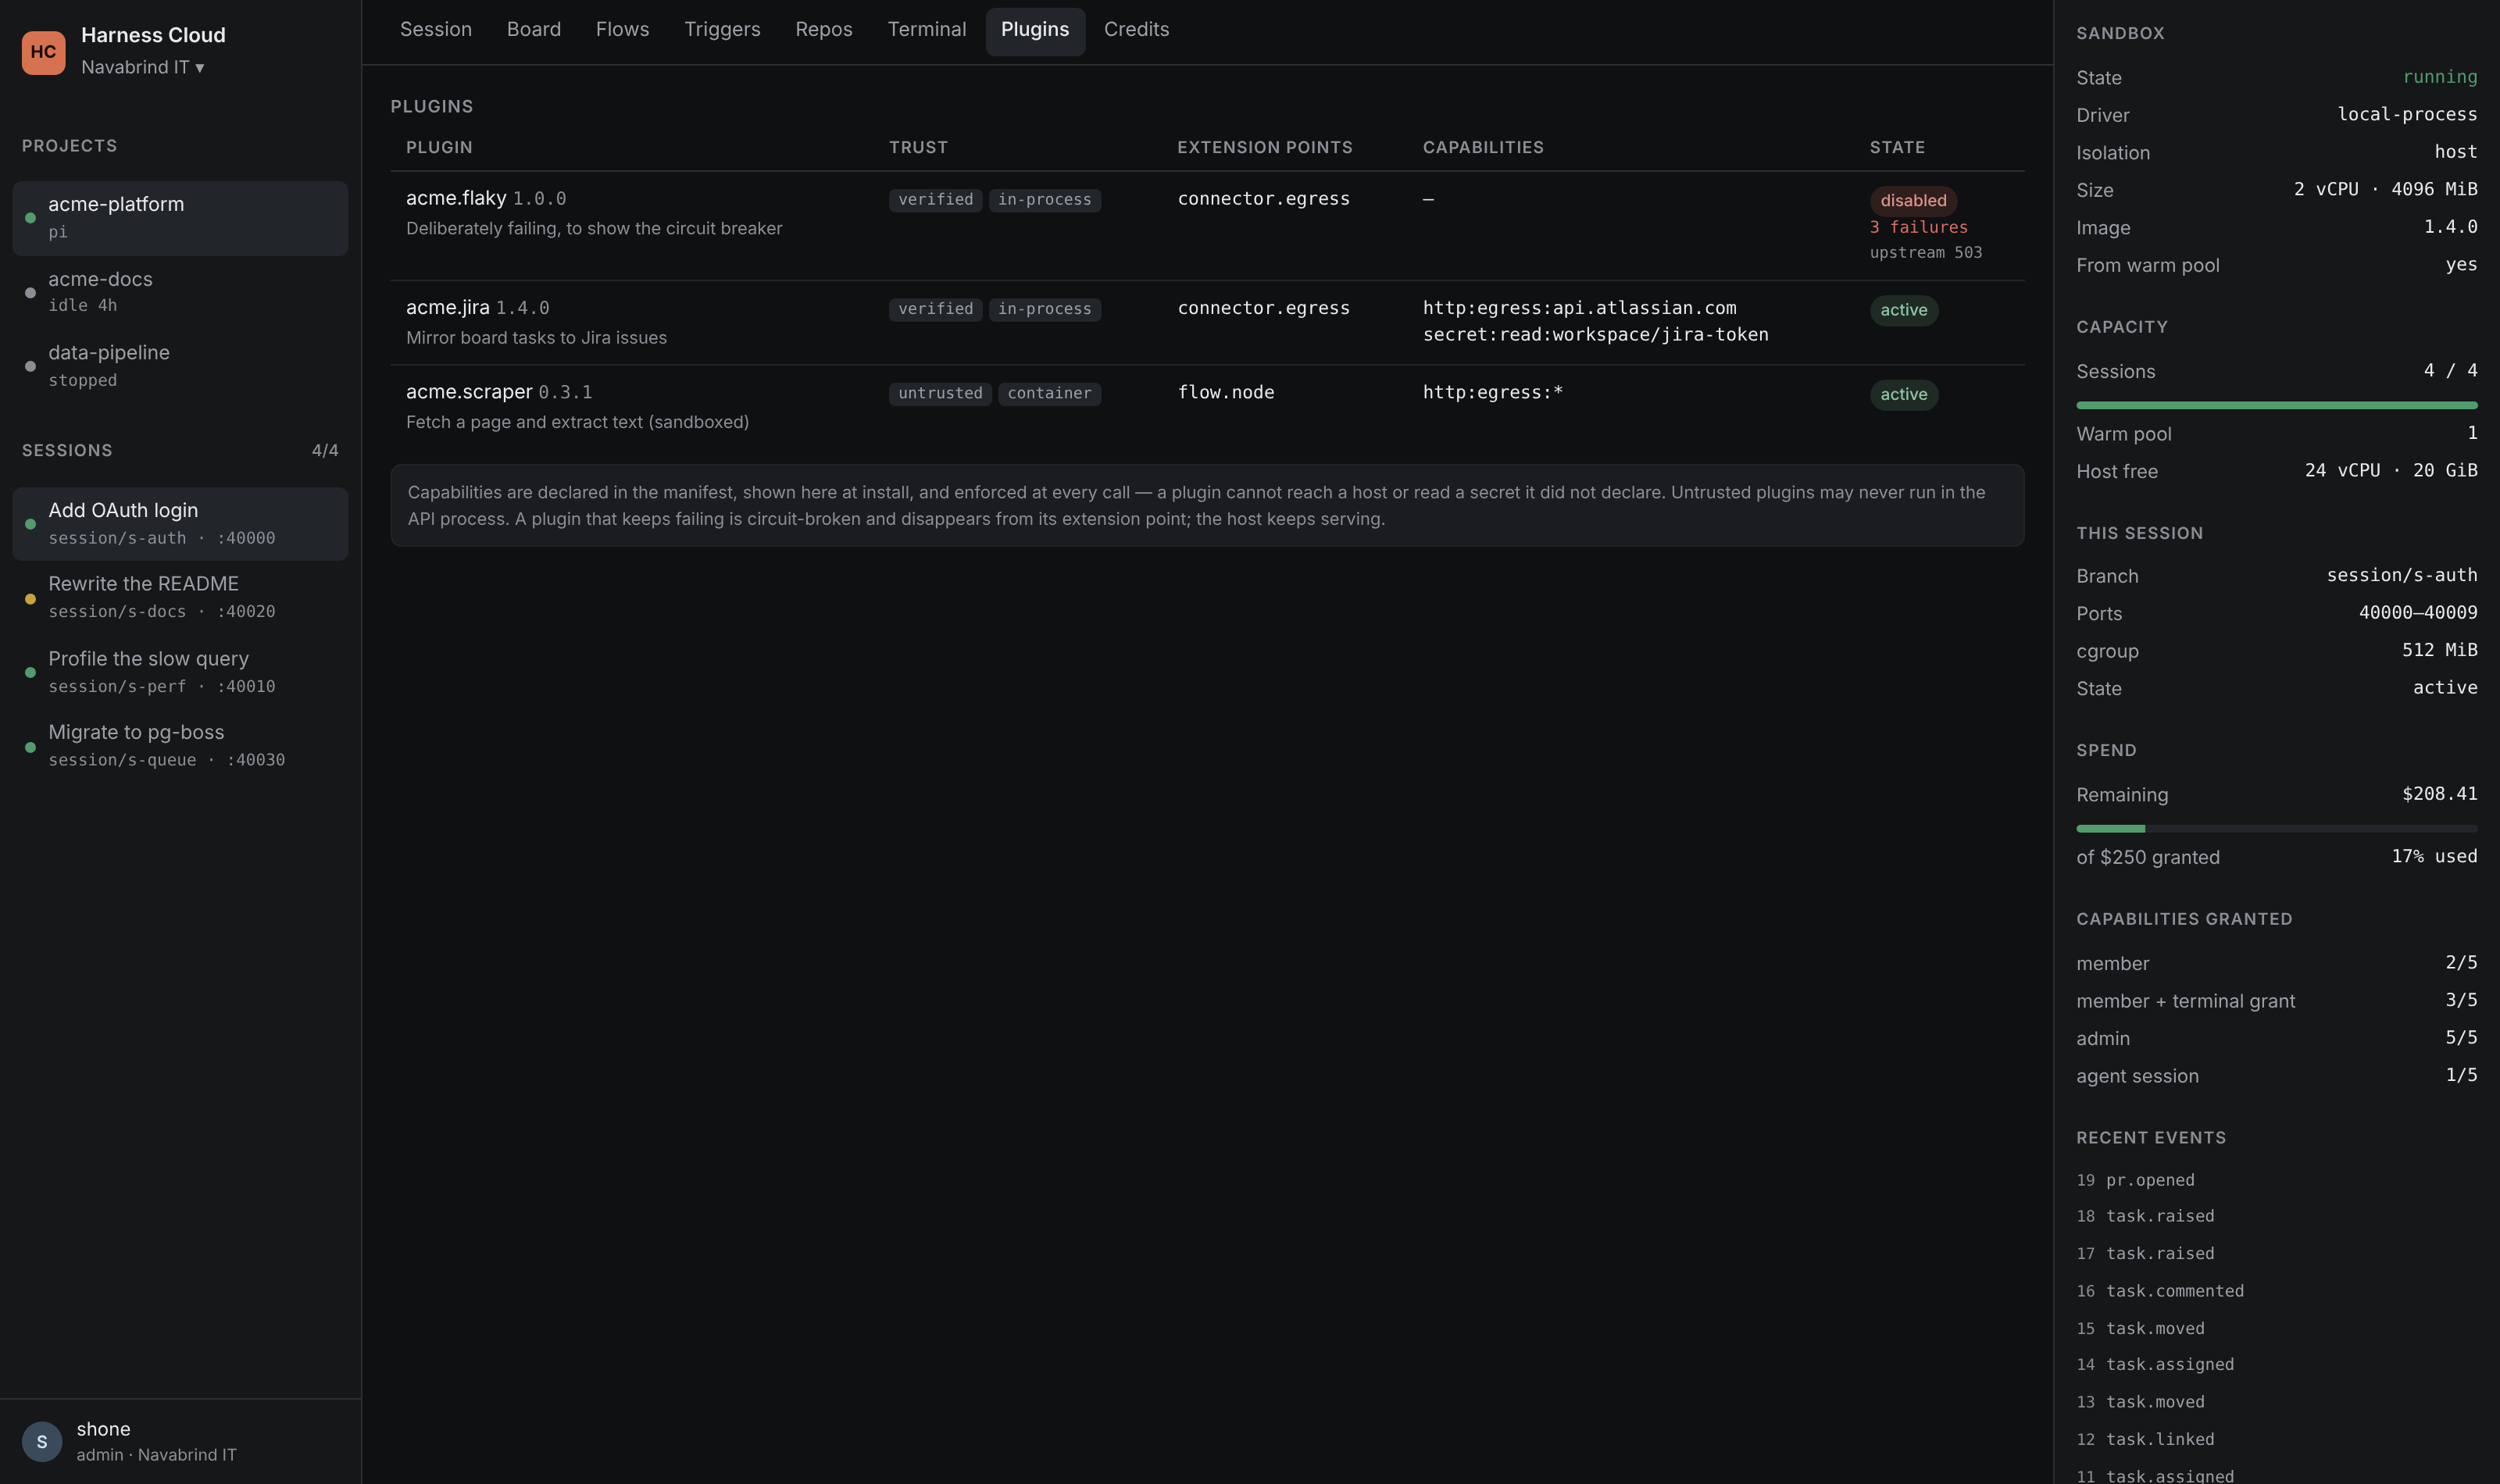 HC
Harness Cloud
Navabrind IT ▾
PROJECTS
acme-platform
pi
acme-docs
idle 4h
data-pipeline
stopped
SESSIONS 4/4
Add OAuth login
session/s-auth · :40000
Rewrite the README
session/s-docs · :40020
Profile the slow query
session/s-perf · :40010
Migrate to pg-boss
session/s-queue · :40030
S
shone
admin · Navabrind IT
Session Board Flows Triggers Repos Terminal Plugins Credits
PLUGINS
PLUGIN TRUST EXTENSION POINTS CAPABILITIES STATE
acme.flaky 1.0.0 verified in-process connector.egress — disabled
Deliberately failing, to show the circuit breaker 3 failures
upstream 503
acme.jira 1.4.0 verified in-process connector.egress http:egress:api.atlassian.com active
Mirror board tasks to Jira issues secret:read:workspace/jira-token
acme.scraper 0.3.1 untrusted container flow.node http:egress:* active
Fetch a page and extract text (sandboxed)
Capabilities are declared in the manifest, shown here at install, and enforced at every call — a plugin cannot reach a host or read a secret it did not declare. Untrusted plugins may never run in the
API process. A plugin that keeps failing is circuit-broken and disappears from its extension point; the host keeps serving.
SANDBOX
State running
Driver local-process
Isolation host
Size 2 vCPU · 4096 MiB
Image 1.4.0
From warm pool yes
CAPACITY
Sessions 4 / 4
Warm pool 1
Host free 24 vCPU · 20 GiB
THIS SESSION
Branch session/s-auth
Ports 40000–40009
cgroup 512 MiB
State active
SPEND
Remaining $208.41
of $250 granted 17% used
CAPABILITIES GRANTED
member 2/5
member + terminal grant 3/5
admin 5/5
agent session 1/5
RECENT EVENTS
19 pr.opened
18 task.raised
17 task.raised
16 task.commented
15 task.moved
14 task.assigned
13 task.moved
12 task.linked
11 task.assigned